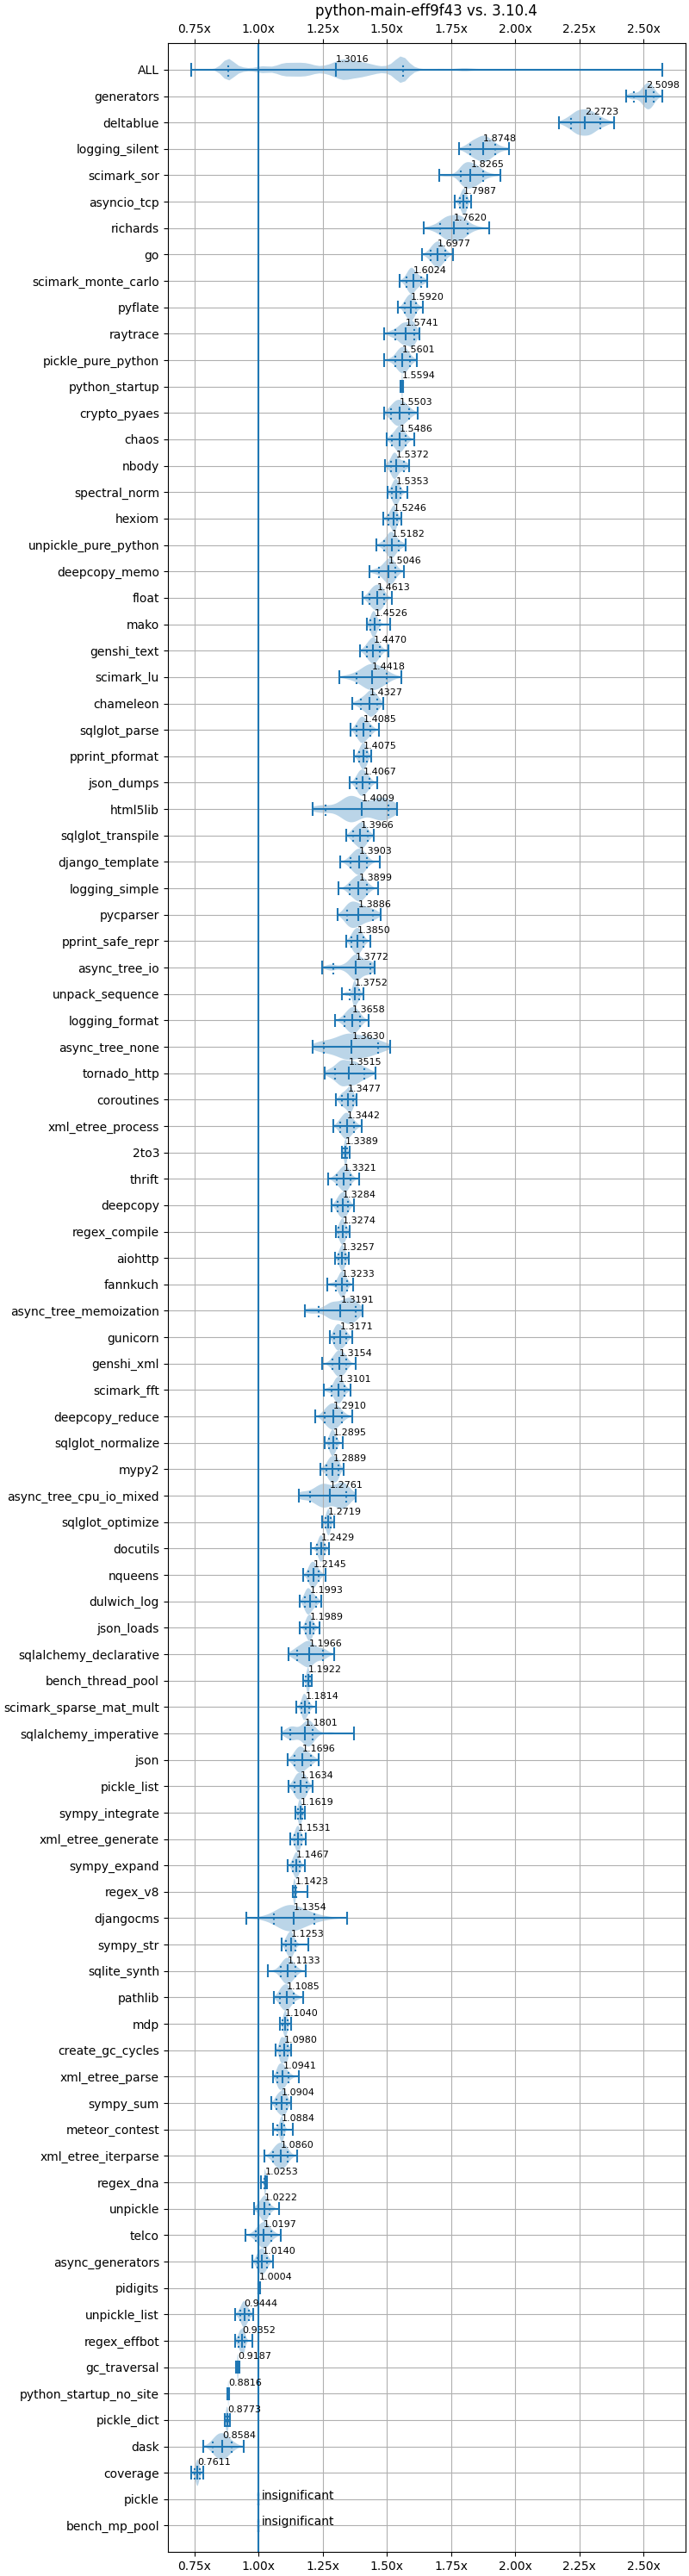 python-main-eff9f43 vs. 3.10.4
0.75x 1.00x 1.25x 1.50x 1.75x 2.00x 2.25x 2.50x
ALL 1.3016
generators 2.5098
deltablue 2.2723
logging_silent 1.8748
scimark_sor 1.8265
asyncio_tcp 1.7987
richards 1.7620
go 1.6977
scimark_monte_carlo 1.6024
pyflate 1.5920
raytrace 1.5741
pickle_pure_python 1.5601
python_startup 1.5594
crypto_pyaes 1.5503
chaos 1.5486
nbody 1.5372
spectral_norm 1.5353
hexiom 1.5246
unpickle_pure_python 1.5182
deepcopy_memo 1.5046
float 1.4613
mako 1.4526
genshi_text 1.4470
scimark_lu 1.4418
chameleon 1.4327
sqlglot_parse 1.4085
pprint_pformat 1.4075
json_dumps 1.4067
html5lib 1.4009
sqlglot_transpile 1.3966
django_template 1.3903
logging_simple 1.3899
pycparser 1.3886
pprint_safe_repr 1.3850
async_tree_io 1.3772
unpack_sequence 1.3752
logging_format 1.3658
async_tree_none 1.3630
tornado_http 1.3515
coroutines 1.3477
xml_etree_process 1.3442
2to3 1.3389
thrift 1.3321
deepcopy 1.3284
regex_compile 1.3274
aiohttp 1.3257
fannkuch 1.3233
async_tree_memoization 1.3191
gunicorn 1.3171
genshi_xml 1.3154
scimark_fft 1.3101
deepcopy_reduce 1.2910
sqlglot_normalize 1.2895
mypy2 1.2889
async_tree_cpu_io_mixed 1.2761
sqlglot_optimize 1.2719
docutils 1.2429
nqueens 1.2145
dulwich_log 1.1993
json_loads 1.1989
sqlalchemy_declarative 1.1966
bench_thread_pool 1.1922
scimark_sparse_mat_mult 1.1814
sqlalchemy_imperative 1.1801
json 1.1696
pickle_list 1.1634
sympy_integrate 1.1619
xml_etree_generate 1.1531
sympy_expand 1.1467
regex_v8 1.1423
djangocms 1.1354
sympy_str 1.1253
sqlite_synth 1.1133
pathlib 1.1085
mdp 1.1040
create_gc_cycles 1.0980
xml_etree_parse 1.0941
sympy_sum 1.0904
meteor_contest 1.0884
xml_etree_iterparse 1.0860
regex_dna 1.0253
unpickle 1.0222
telco 1.0197
async_generators 1.0140
pidigits 1.0004
unpickle_list 0.9444
regex_effbot 0.9352
gc_traversal 0.9187
python_startup_no_site 0.8816
pickle_dict 0.8773
dask 0.8584
coverage 0.7611
pickle insignificant
bench_mp_pool insignificant
0.75x 1.00x 1.25x 1.50x 1.75x 2.00x 2.25x 2.50x